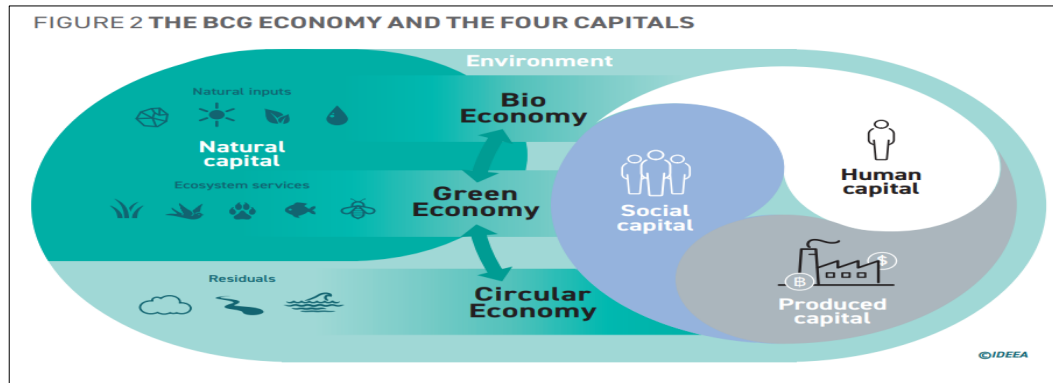 FIGURE 2 THE BCG ECONOMY AND THE FOUR CAPITALS
Environment
Natural inputs
Bio
Economy
Natural
capital
Ecosystem services
Green
Economy
Residuals
Circular
Economy
Social
capital
Human
capital
฿
$
Produced
capital
©IDEEA